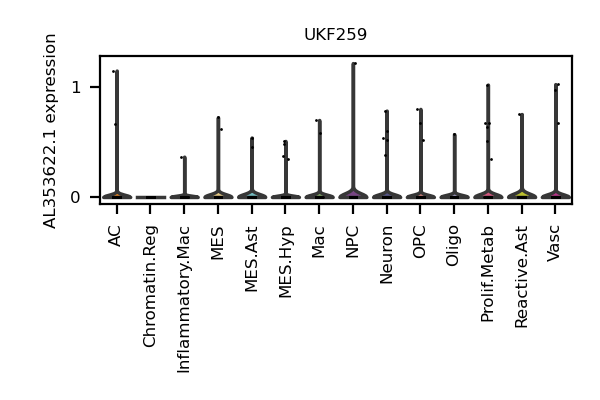 UKF259
AL353622.1 expression
1
0
AC
Chromatin.Reg
Inflammatory.Mac
MES
MES.Ast
MES.Hyp
Mac
NPC
Neuron
OPC
Oligo
Prolif.Metab
Reactive.Ast
Vasc